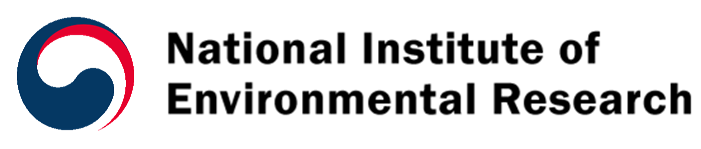 National Institute of
Environmental Research